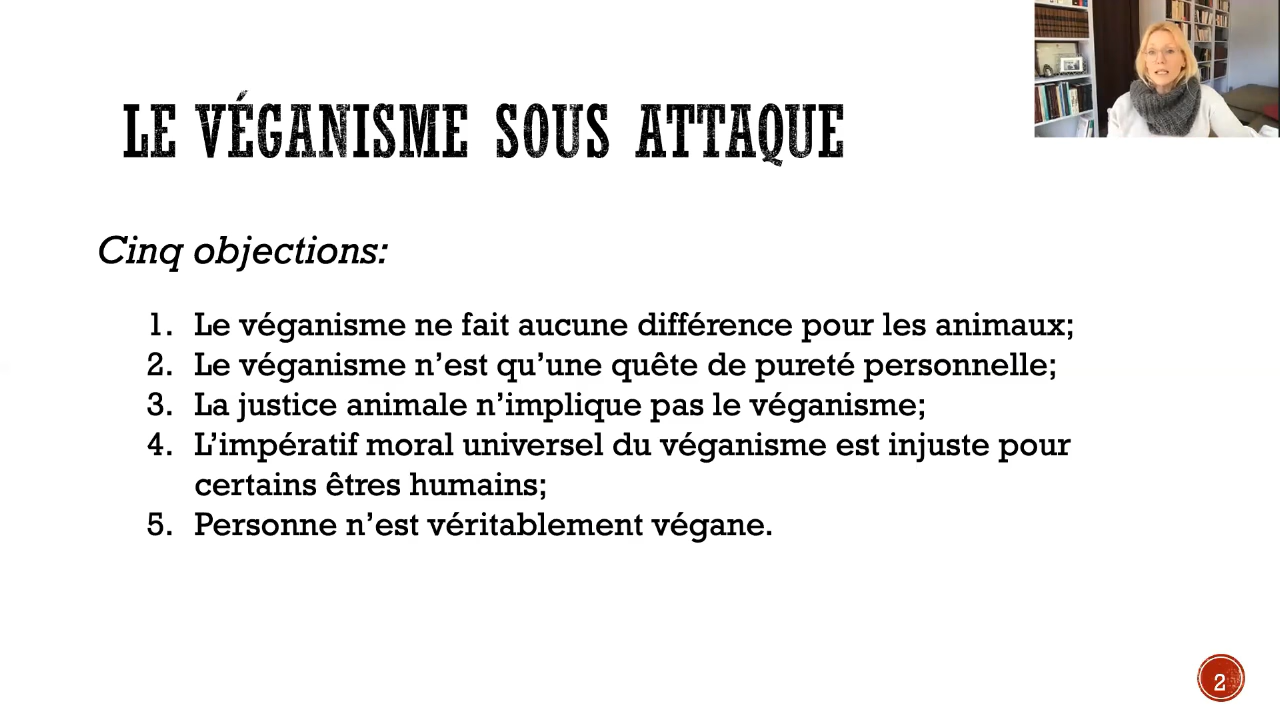 LE VÉGANISME SOUS ATTAQUE
Cinq objections:
1. Le véganisme ne fait aucune différence pour les animaux;
2. Le véganisme n’est qu’une quête de pureté personnelle;
3. La justice animale n’implique pas le véganisme;
4. L’impératif moral universel du véganisme est injuste pour
certains êtres humains;
5. Personne n’est véritablement végane.
2